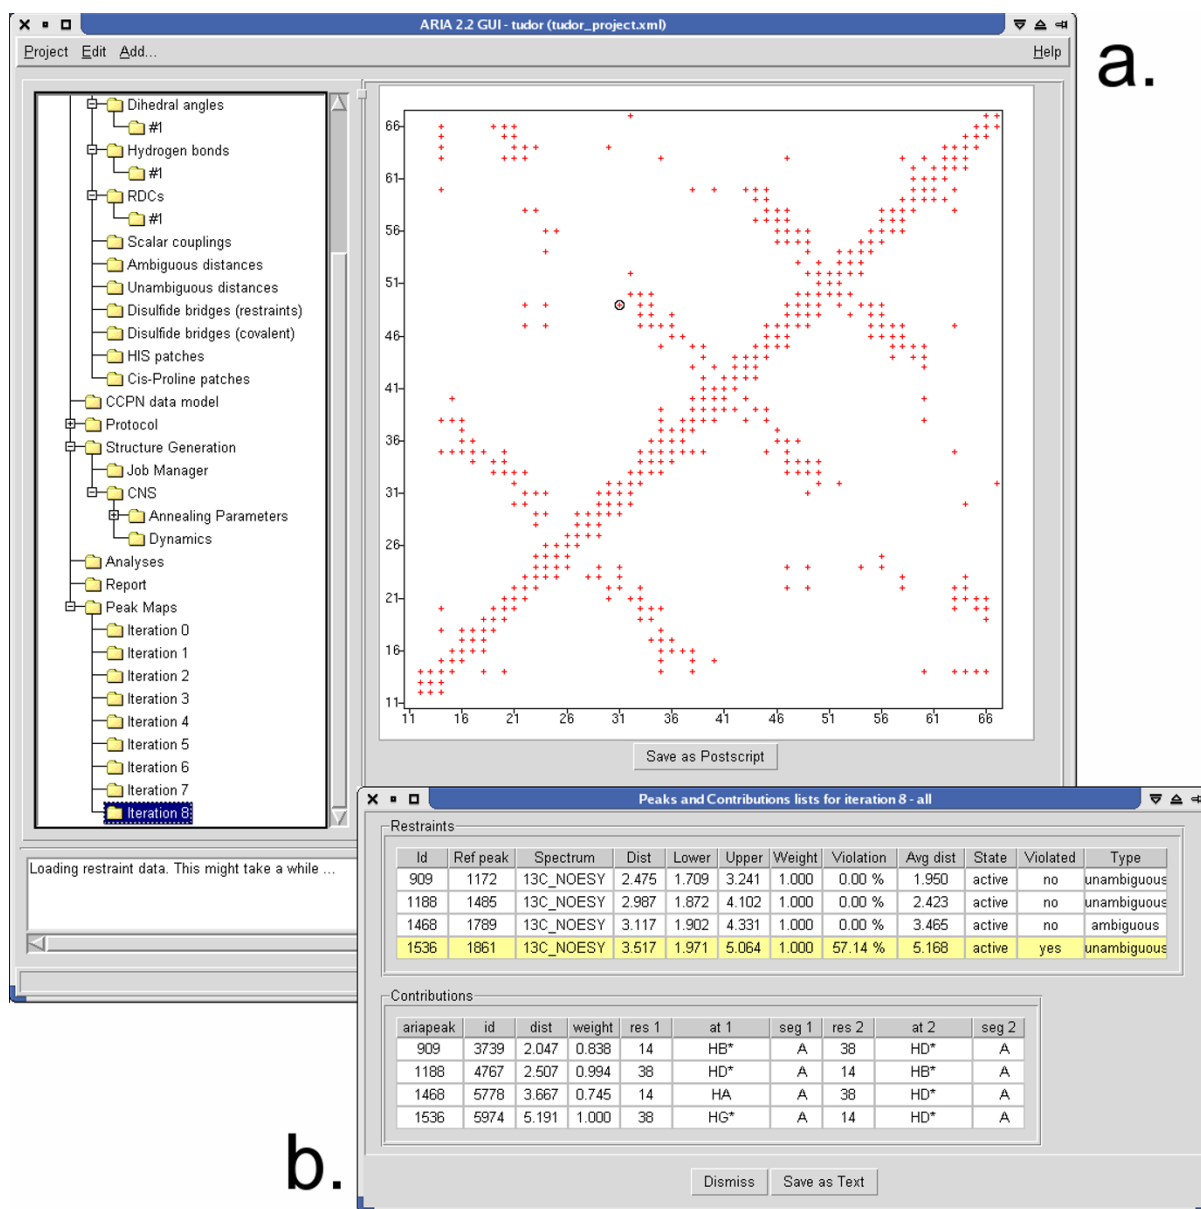 ARIA 2.2 GUI - tudor (tudor_project.xml)
Project Edit Add... Help
a.
Dihedral angles
#1
Hydrogen bonds
#1
RDCs
#1
Scalar couplings
Ambiguous distances
Unambiguous distances
Disulfide bridges (restraints)
Disulfide bridges (covalent)
HIS patches
Cis-Proline patches
CCPN data model
Protocol
Structure Generation
Job Manager
CNS
Annealing Parameters
Dynamics
Analyses
Report
Peak Maps
Iteration 0
Iteration 1
Iteration 2
Iteration 3
Iteration 4
Iteration 5
Iteration 6
Iteration 7
Iteration 8
66
61
56
51
46
41
36
31
26
21
16
11
11 16 21 26 31 36 41 46 51 56 61 66
Save as Postscript
Loading restraint data. This might take a while ...
Peaks and Contributions lists for iteration 8 - all
Restraints
Id Ref peak Spectrum Dist Lower Upper Weight Violation Avg dist State Violated Type
909 1172 13C_NOESY 2.475 1.709 3.241 1.000 0.00 % 1.950 active no unambiguous
1188 1485 13C_NOESY 2.987 1.872 4.102 1.000 0.00 % 2.423 active no unambiguous
1468 1789 13C_NOESY 3.117 1.902 4.331 1.000 0.00 % 3.465 active no ambiguous
1536 1861 13C_NOESY 3.517 1.971 5.064 1.000 57.14 % 5.168 active yes unambiguous
Contributions
ariapeak id dist weight res 1 at 1 seg 1 res 2 at 2 seg 2
909 3739 2.047 0.838 14 HB* A 38 HD* A
1188 4767 2.507 0.994 38 HD* A 14 HB* A
1468 5778 3.667 0.745 14 HA A 38 HD* A
1536 5974 5.191 1.000 38 HG* A 14 HD* A
b.
Dismiss Save as Text